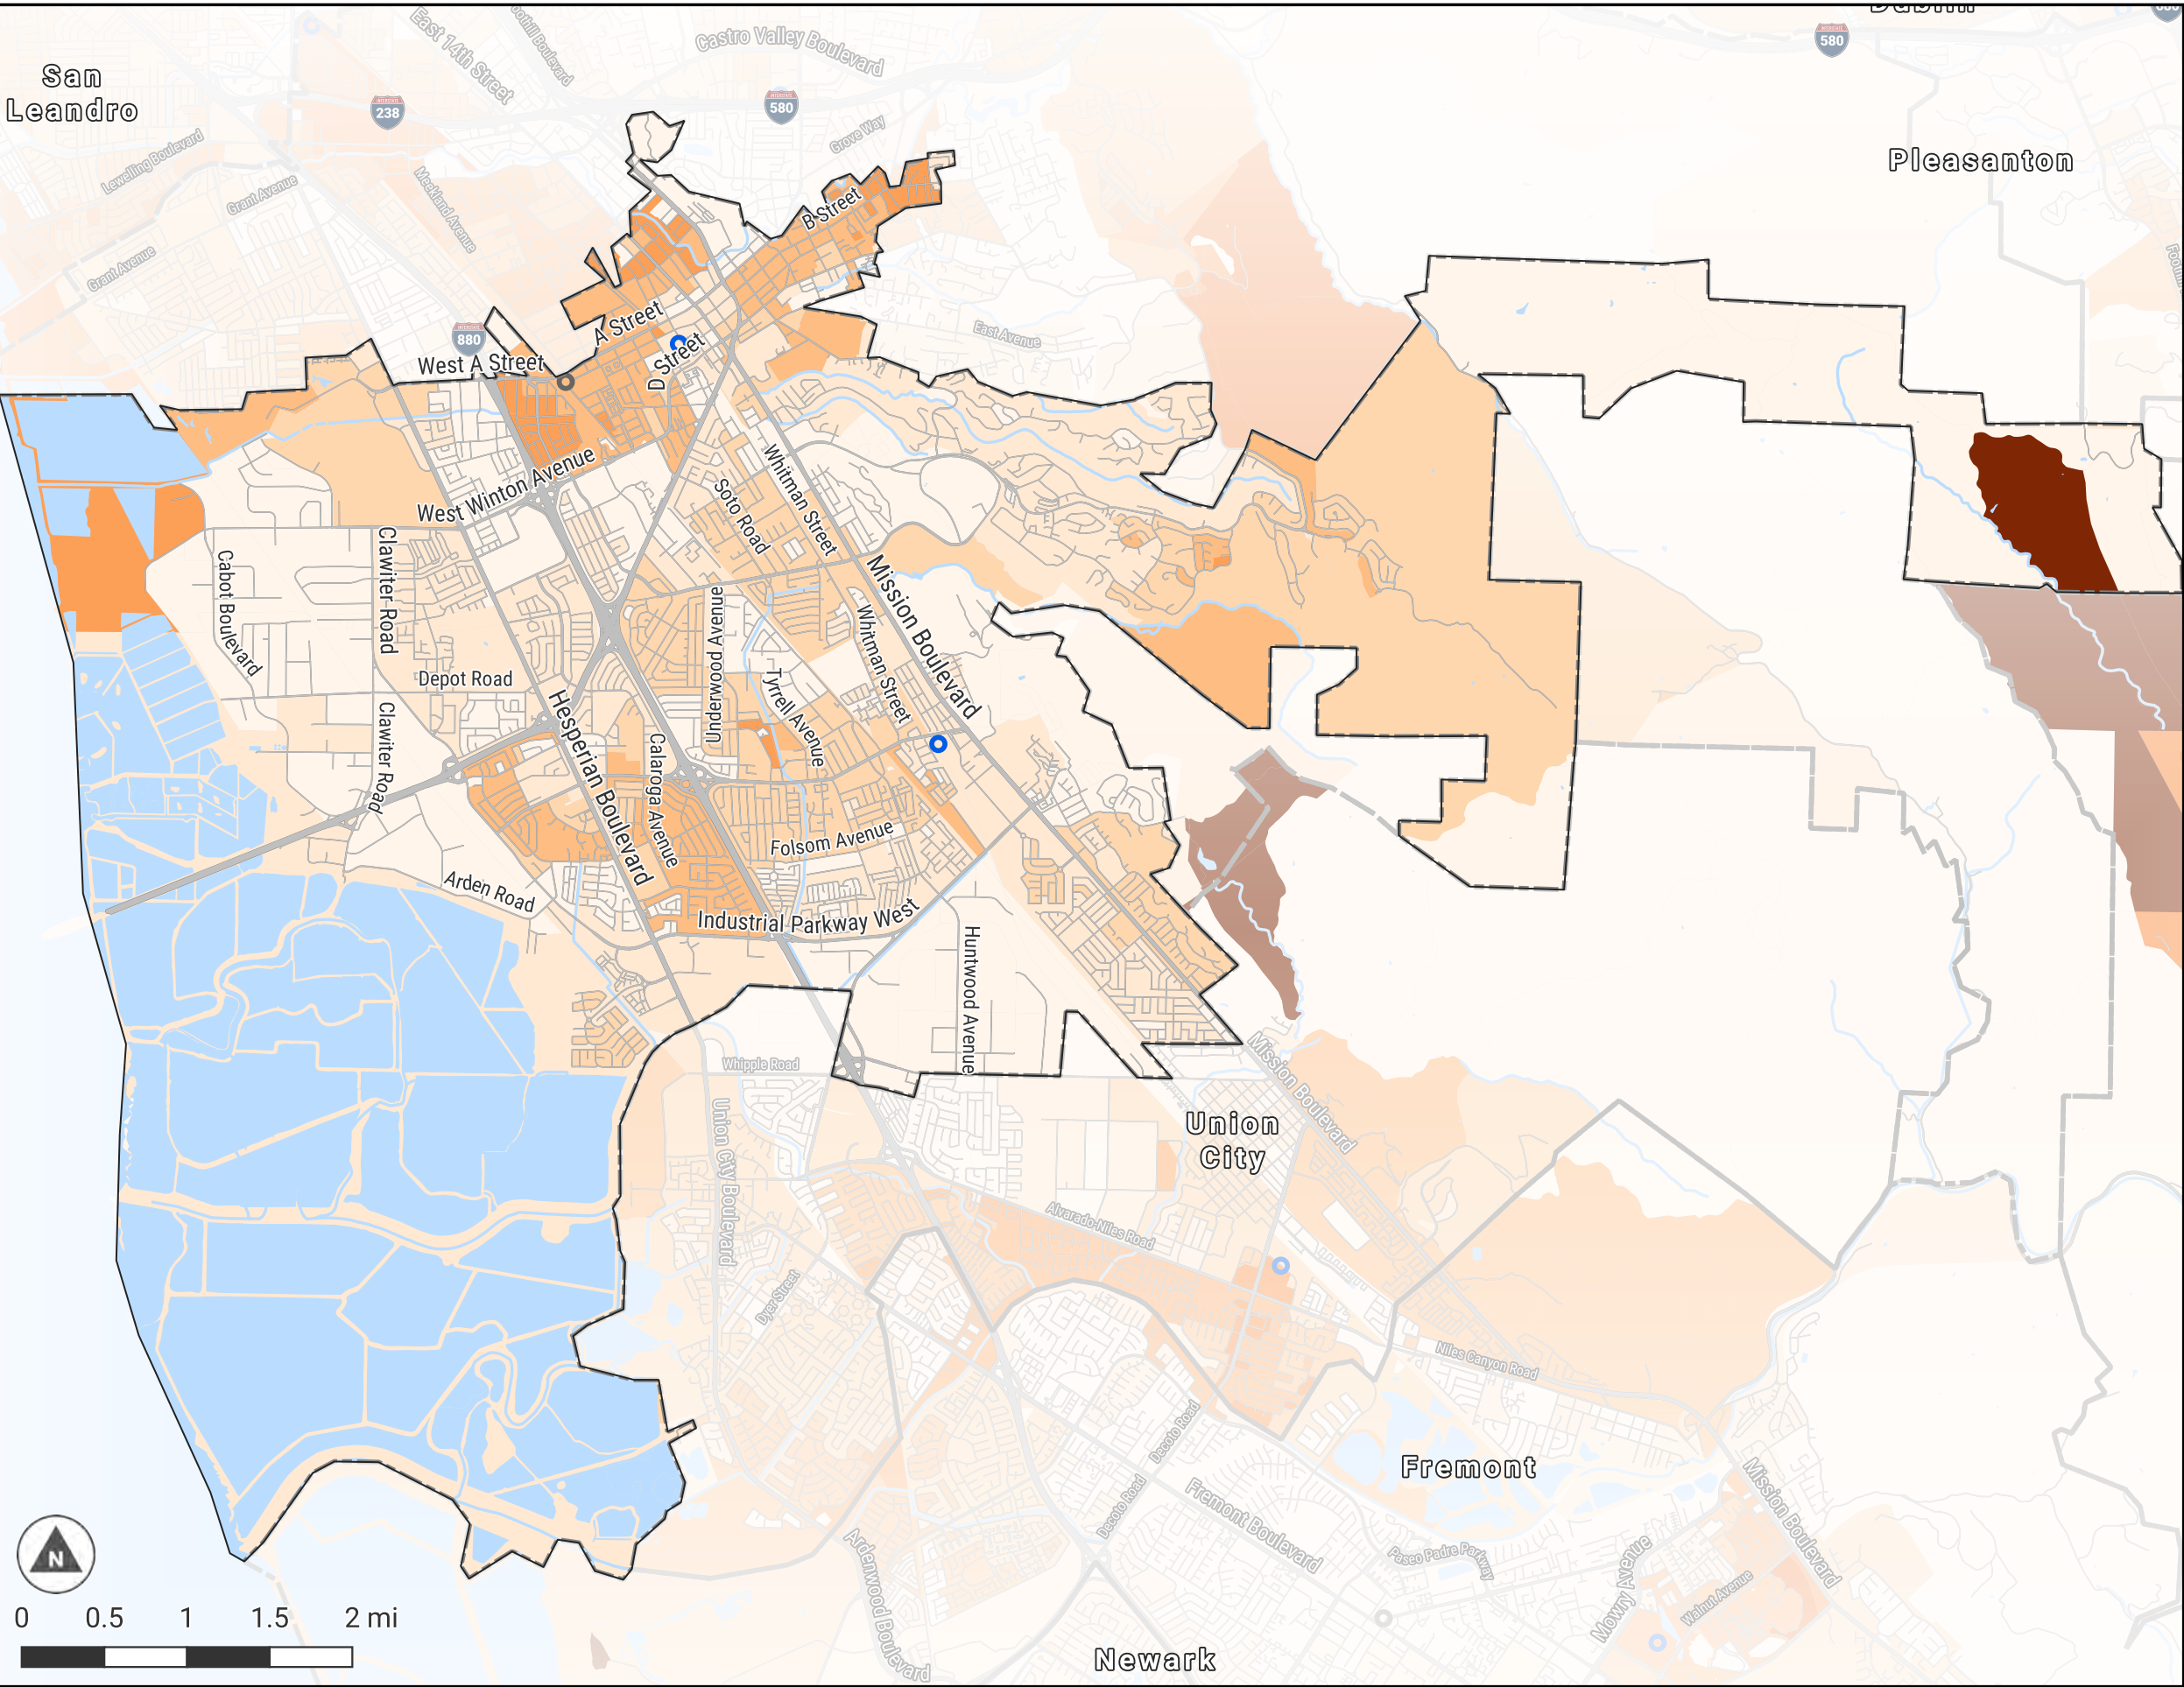 Dublin
580
East 14th Street
Foothill Boulevard
Castro Valley Boulevard
San
Leandro
238
580
Grove Way
Pleasanton
Lewelling Boulevard
Grant Avenue
Meekland Avenue
B Street
Grant Avenue
A Street
880
East Avenue
West A Street
D Street
West Winton Avenue
Whitman Street
Soto Road
Clawiter Road
Cabot Boulevard
Mission Boulevard
Underwood Avenue
Whitman Street
Depot Road
Tyrrell Avenue
Hesperian Boulevard
Clawiter Road
Calaroga Avenue
Folsom Avenue
Arden Road
Industrial Parkway West
Huntwood Avenue
Whipple Road
Mission Boulevard
Union City Boulevard
Union
City
Alvarado-Niles Road
Dyer Street
Niles Canyon Road
Decoto Road
Fremont
Mission Boulevard
Decoto Road
Fremont Boulevard
Ardenwood Boulevard
Paseo Padre Parkway
Mowry Avenue
Walnut Avenue
N
0 0.5 1 1.5 2 mi
Newark